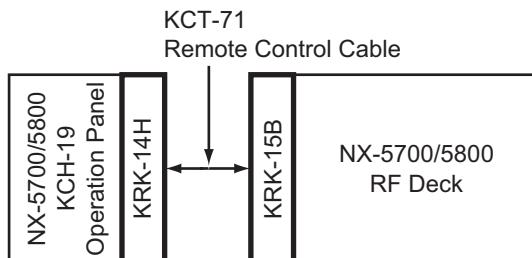 KCT-71
Remote Control Cable
NX-5700/5800
KCH-19
Operation Panel
KRK-14H
KRK-15B
NX-5700/5800
RF Deck